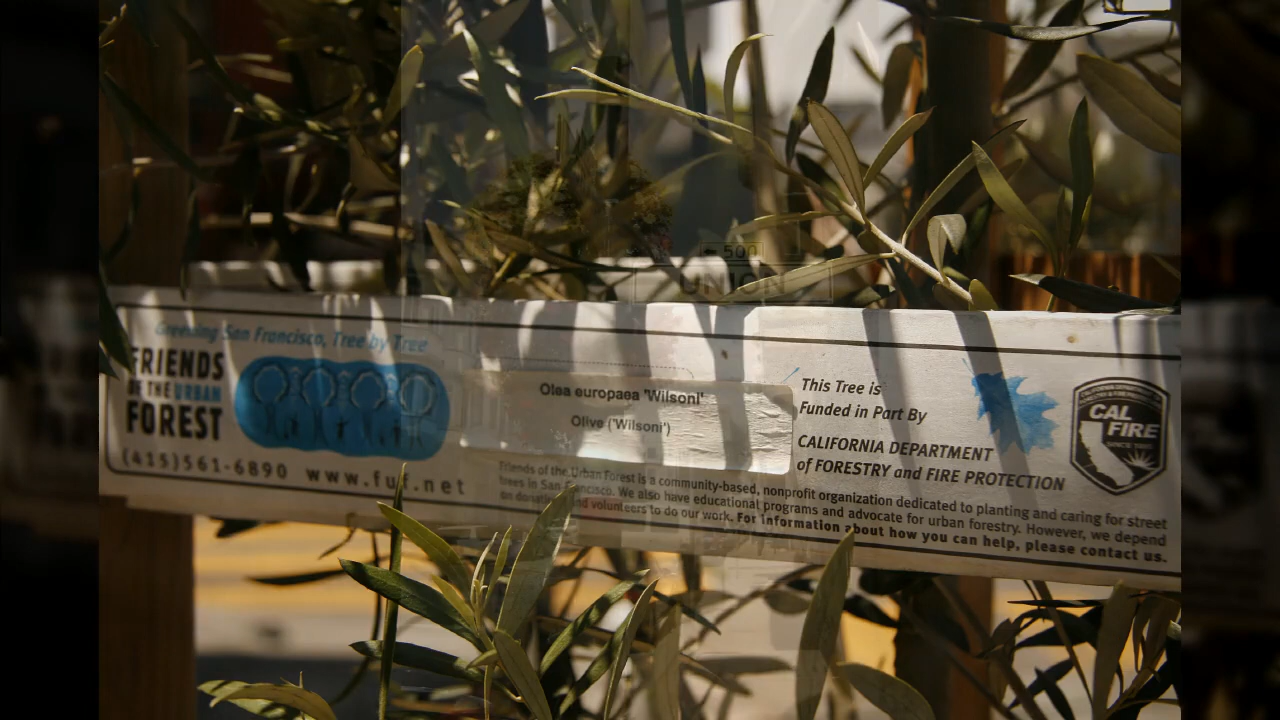 500
UNION
Greening San Francisco, Tree by Tree
FRIENDS
OF THE URBAN
FOREST
(415)561-6890 www.fuf.net
Olea europaea 'Wilsoni'
Olive ('Wilsoni')
This Tree is
Funded in Part By
CALIFORNIA DEPARTMENT
of FORESTRY and FIRE PROTECTION
CAL
FIRE
SINCE
Friends of the Urban Forest is a community-based, nonprofit organization dedicated to planting and caring for street
trees in San Francisco. We also have educational programs and advocate for urban forestry. However, we depend
on donations and volunteers to do our work. For information about how you can help, please contact us.